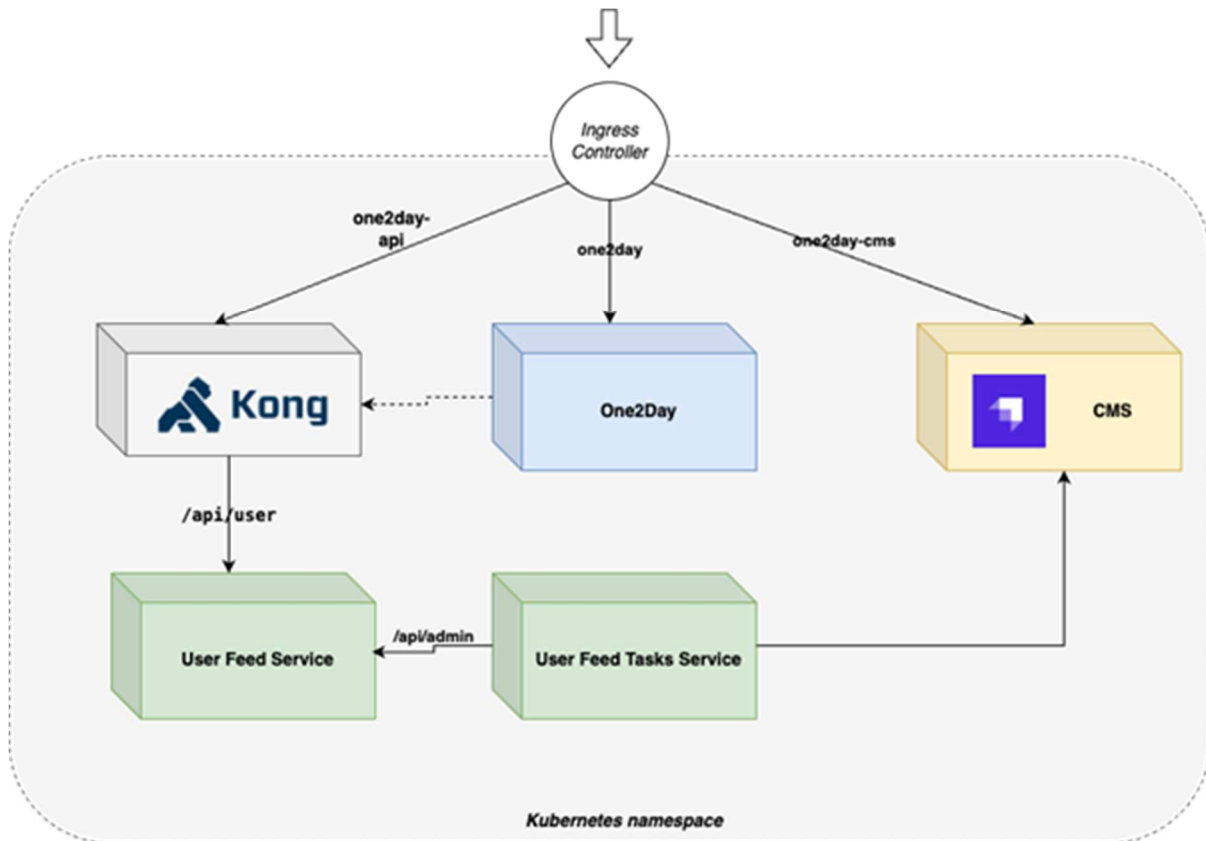 Ingress
Controller
one2day-
api
one2day
one2day-cms
Kong
One2Day
CMS
/api/user
User Feed Service
/api/admin
User Feed Tasks Service
Kubernetes namespace